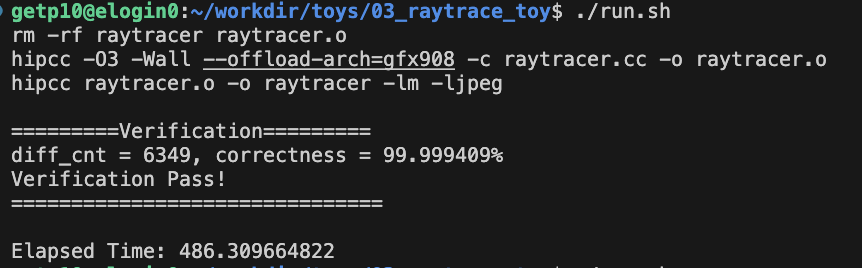 getp10@elogin0:~/workdir/toys/03_raytrace_toy$ ./run.sh
rm -rf raytracer raytracer.o
hipcc -O3 -Wall --offload-arch=gfx908 -c raytracer.cc -o raytracer.o
hipcc raytracer.o -o raytracer -lm -ljpeg
=========Verification=========
diff_cnt = 6349, correctness = 99.999409%
Verification Pass!
===============================
Elapsed Time: 486.309664822